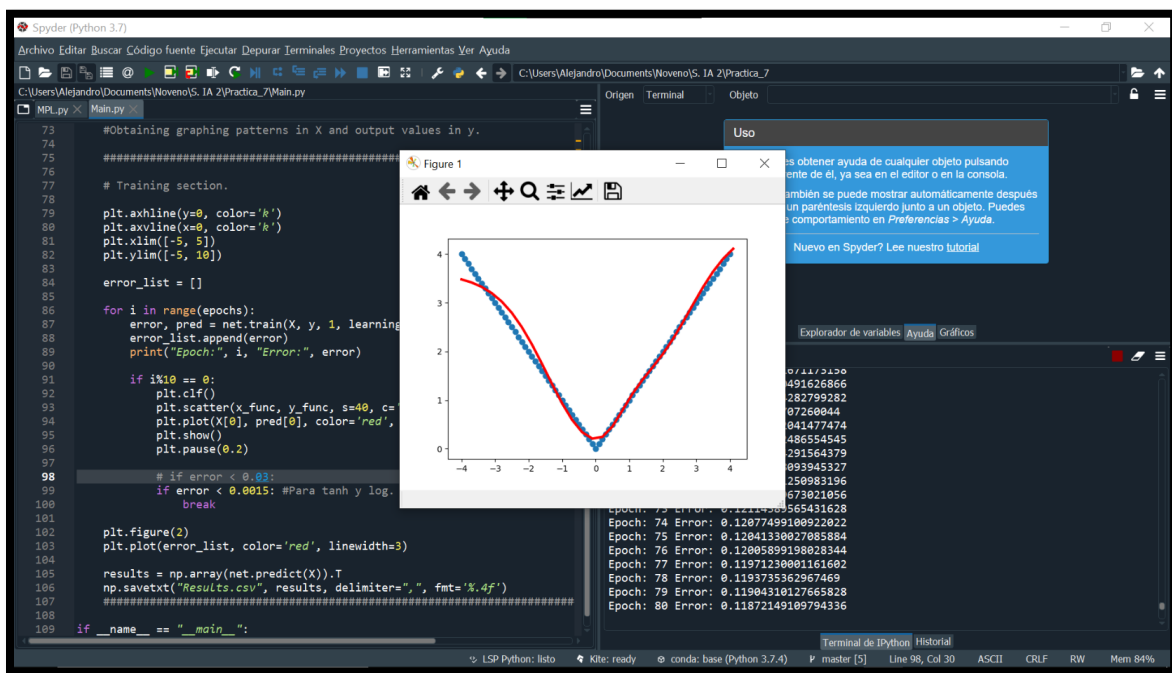 Spyder (Python 3.7)
Archivo Editar Buscar Código fuente Ejecutar Depurar Terminales Proyectos Herramientas Ver Ayuda
C:\Users\Alejandro\Documents\Noveno\S. IA 2\Practica_7
C:\Users\Alejandro\Documents\Noveno\S. IA 2\Practica_7\Main.py
MPL.py Main.py
73 #Obtaining graphing patterns in X and output values in y.
74
75 ################################################
76
77 # Training section.
78
79 plt.axhline(y=0, color='k')
80 plt.axvline(x=0, color='k')
81 plt.xlim([-5, 5])
82 plt.ylim([-5, 10])
83
84 error_list = []
85
86 for i in range(epochs):
87 error, pred = net.train(X, y, 1, learning
88 error_list.append(error)
89 print("Epoch:", i, "Error:", error)
90
91 if i%10 == 0:
92 plt.clf()
93 plt.scatter(x_func, y_func, s=40, c='
94 plt.plot(X[0], pred[0], color='red',
95 plt.show()
96 plt.pause(0.2)
97
98 # if error < 0.03:
99 if error < 0.0015: #Para tanh y log.
100 break
101
102 plt.figure(2)
103 plt.plot(error_list, color='red', linewidth=3)
104
105 results = np.array(net.predict(X)).T
106 np.savetxt("Results.csv", results, delimiter=",", fmt='%.4f')
107 ######################################################################
108
109 if __name__ == "__main__":
Figure 1
4
3
2
1
0
−4 −3 −2 −1 0 1 2 3 4
Origen Terminal Objeto
Uso
es obtener ayuda de cualquier objeto pulsando
ente de él, ya sea en el editor o en la consola.
ambién se puede mostrar automáticamente después
un paréntesis izquierdo junto a un objeto. Puedes
e comportamiento en Preferencias > Ayuda.
Nuevo en Spyder? Lee nuestro tutorial
Explorador de variables Ayuda Gráficos
491626866
282799282
707260044
041477474
486554545
291564379
093945327
250983196
9673021056
Epoch: 74 Error: 0.12077499100922022
Epoch: 75 Error: 0.12041330027085884
Epoch: 76 Error: 0.12005899198028344
Epoch: 77 Error: 0.11971230001161602
Epoch: 78 Error: 0.1193735362967469
Epoch: 79 Error: 0.11904310127665828
Epoch: 80 Error: 0.11872149109794336
Terminal de IPython Historial
LSP Python: listo Kite: ready conda: base (Python 3.7.4) master [5] Line 98, Col 30 ASCII CRLF RW Mem 84%